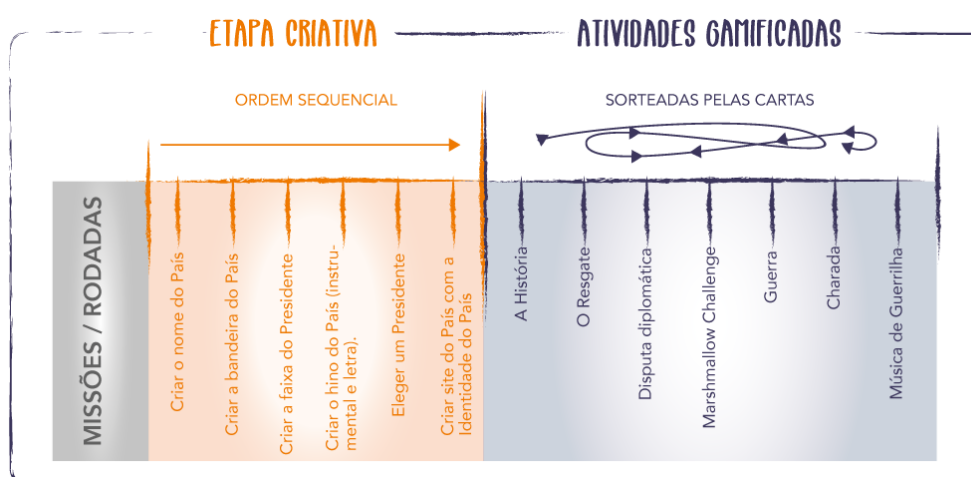 ETAPA CRIATIVA
ATIVIDADES GAMIFICADAS
ORDEM SEQUENCIAL
SORTEADAS PELAS CARTAS
MISSÕES / RODADAS
Criar o nome do País
Criar a bandeira do País
Criar a faixa do Presidente
Criar o hino do País (instru-
mental e letra).
Eleger um Presidente
Criar site do País com a
Identidade do País
A História
O Resgate
Disputa diplomática
Marshmallow Challenge
Guerra
Charada
Música de Guerrilha